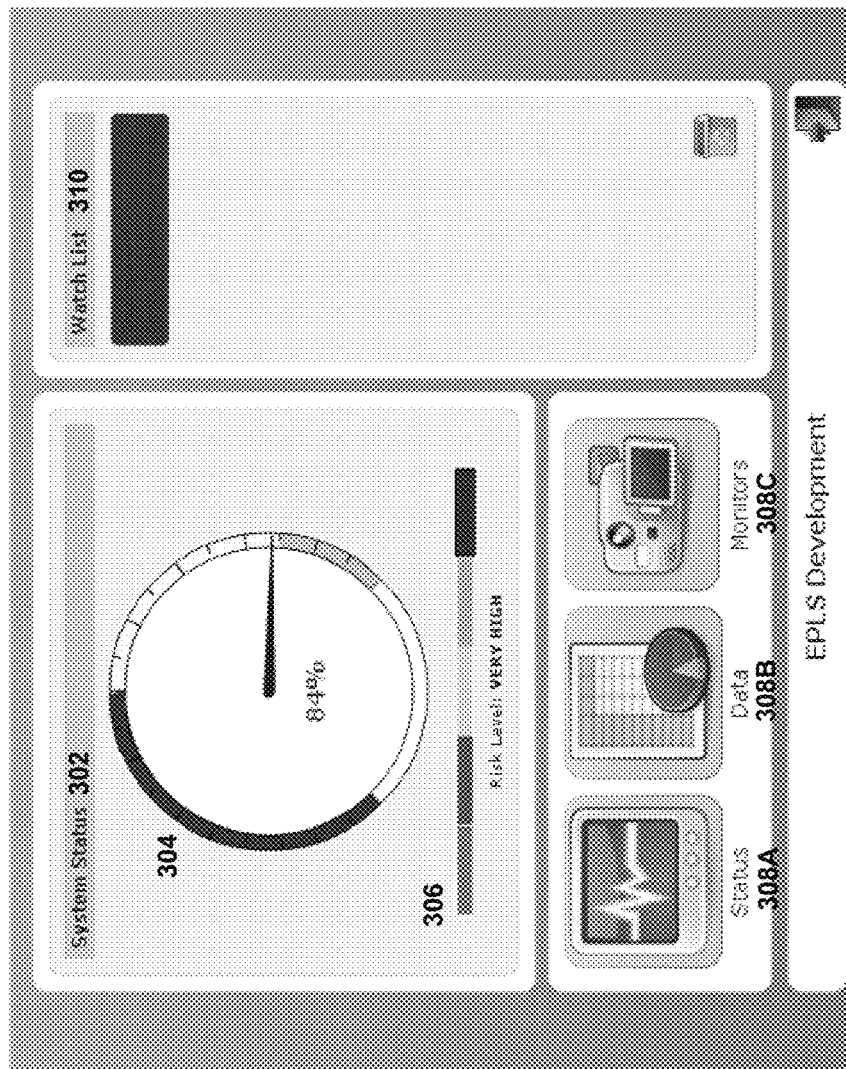 System Status 302
304
84%
306
Risk Level: VERY HIGH
Watch List 310
Status
308A
Data
308B
Monitors
308C
EPLS Development